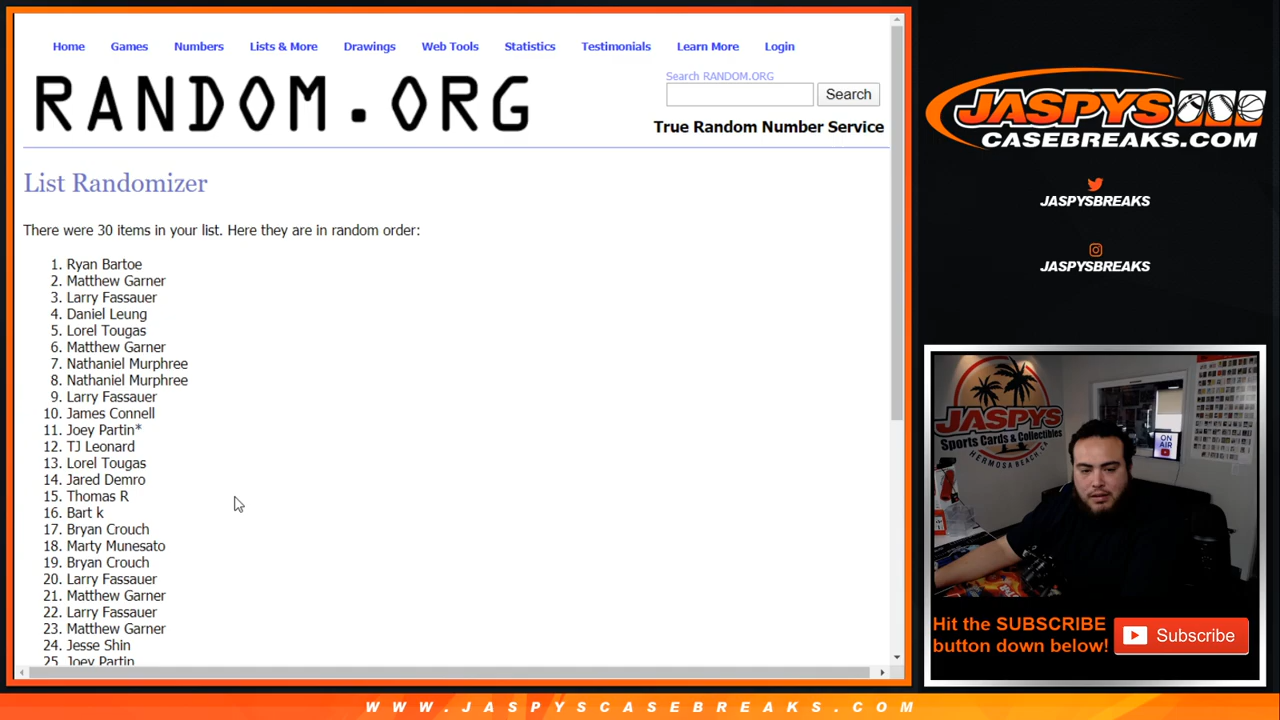 Home Games Numbers Lists & More Drawings Web Tools Statistics Testimonials Learn More Login
RANDOM.ORG
Search RANDOM.ORG
Search
True Random Number Service
List Randomizer
There were 30 items in your list. Here they are in random order:
1. Ryan Bartoe
2. Matthew Garner
3. Larry Fassauer
4. Daniel Leung
5. Lorel Tougas
6. Matthew Garner
7. Nathaniel Murphree
8. Nathaniel Murphree
9. Larry Fassauer
10. James Connell
11. Joey Partin*
12. TJ Leonard
13. Lorel Tougas
14. Jared Demro
15. Thomas R
16. Bart k
17. Bryan Crouch
18. Marty Munesato
19. Bryan Crouch
20. Larry Fassauer
21. Matthew Garner
22. Larry Fassauer
23. Matthew Garner
24. Jesse Shin
25. Joey Partin
JASPYS
CASEBREAKS.COM
JASPYSBREAKS
JASPYSBREAKS
JASPYS
Sports Cards & Collectibles
HERMOSA BEACH, CA
ON
AIR
Hit the SUBSCRIBE
button down below!
Subscribe
WWW.JASPYSCASEBREAKS.COM